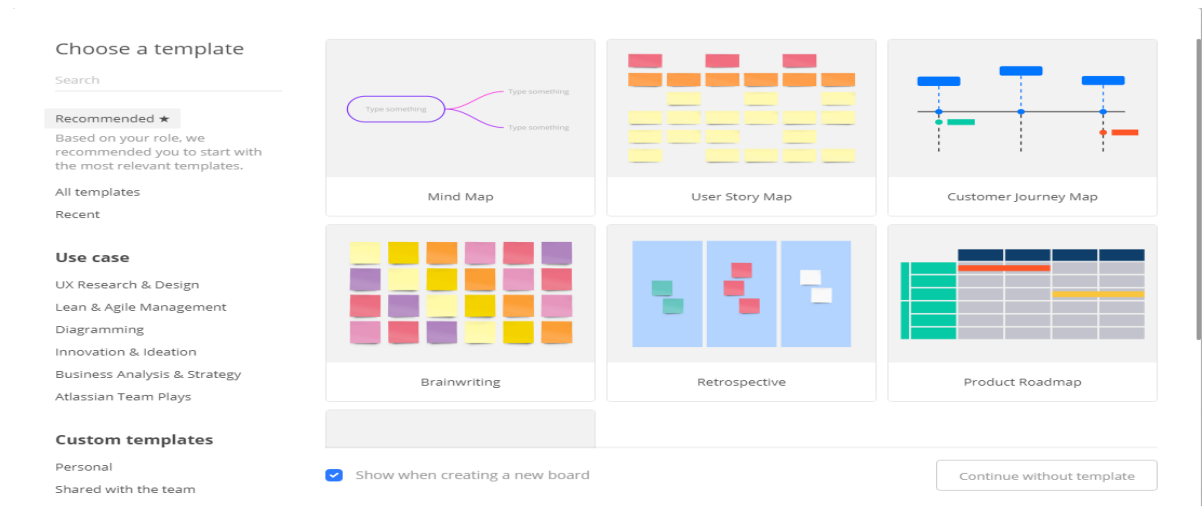 Choose a template
Search
Recommended ★
Based on your role, we
recommended you to start with
the most relevant templates.
All templates
Recent
Use case
UX Research & Design
Lean & Agile Management
Diagramming
Innovation & Ideation
Business Analysis & Strategy
Atlassian Team Plays
Custom templates
Personal
Shared with the team
Type something
Type something
Type something
Mind Map
User Story Map
Customer Journey Map
Brainwriting
Retrospective
Product Roadmap
Show when creating a new board
Continue without template